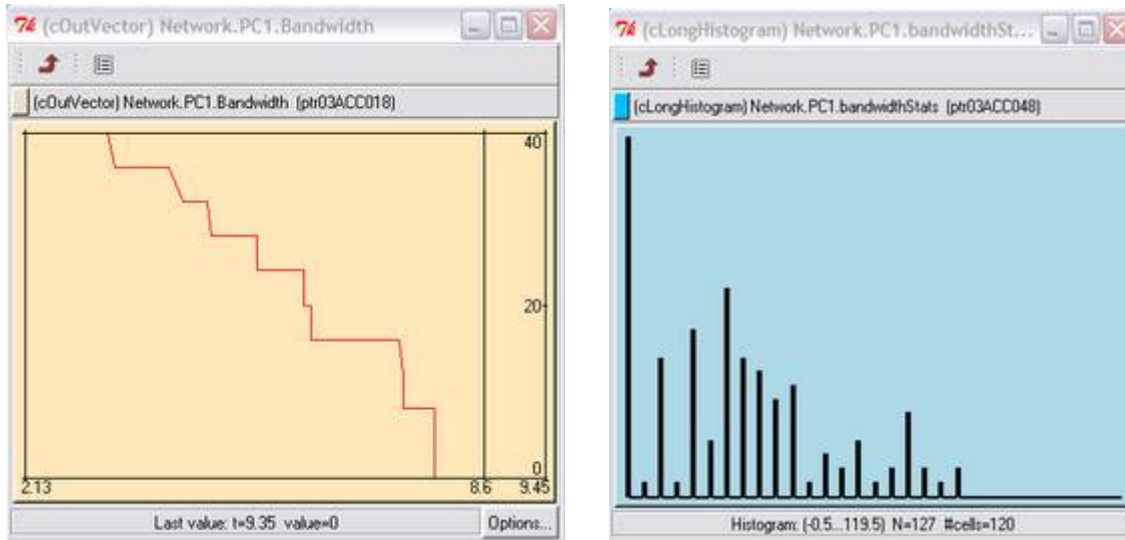 (cOutVector) Network.PC1.Bandwidth
(cOutVector) Network.PC1.Bandwidth (ptr03ACC018)
40
20
0
2.13 8.6 9.45
Last value: t=9.35 value=0 Options...
(cLongHistogram) Network.PC1.bandwidthSt...
(cLongHistogram) Network.PC1.bandwidthStats (ptr03ACC048)
Histogram: (-0.5...119.5) N=127 #cells=120